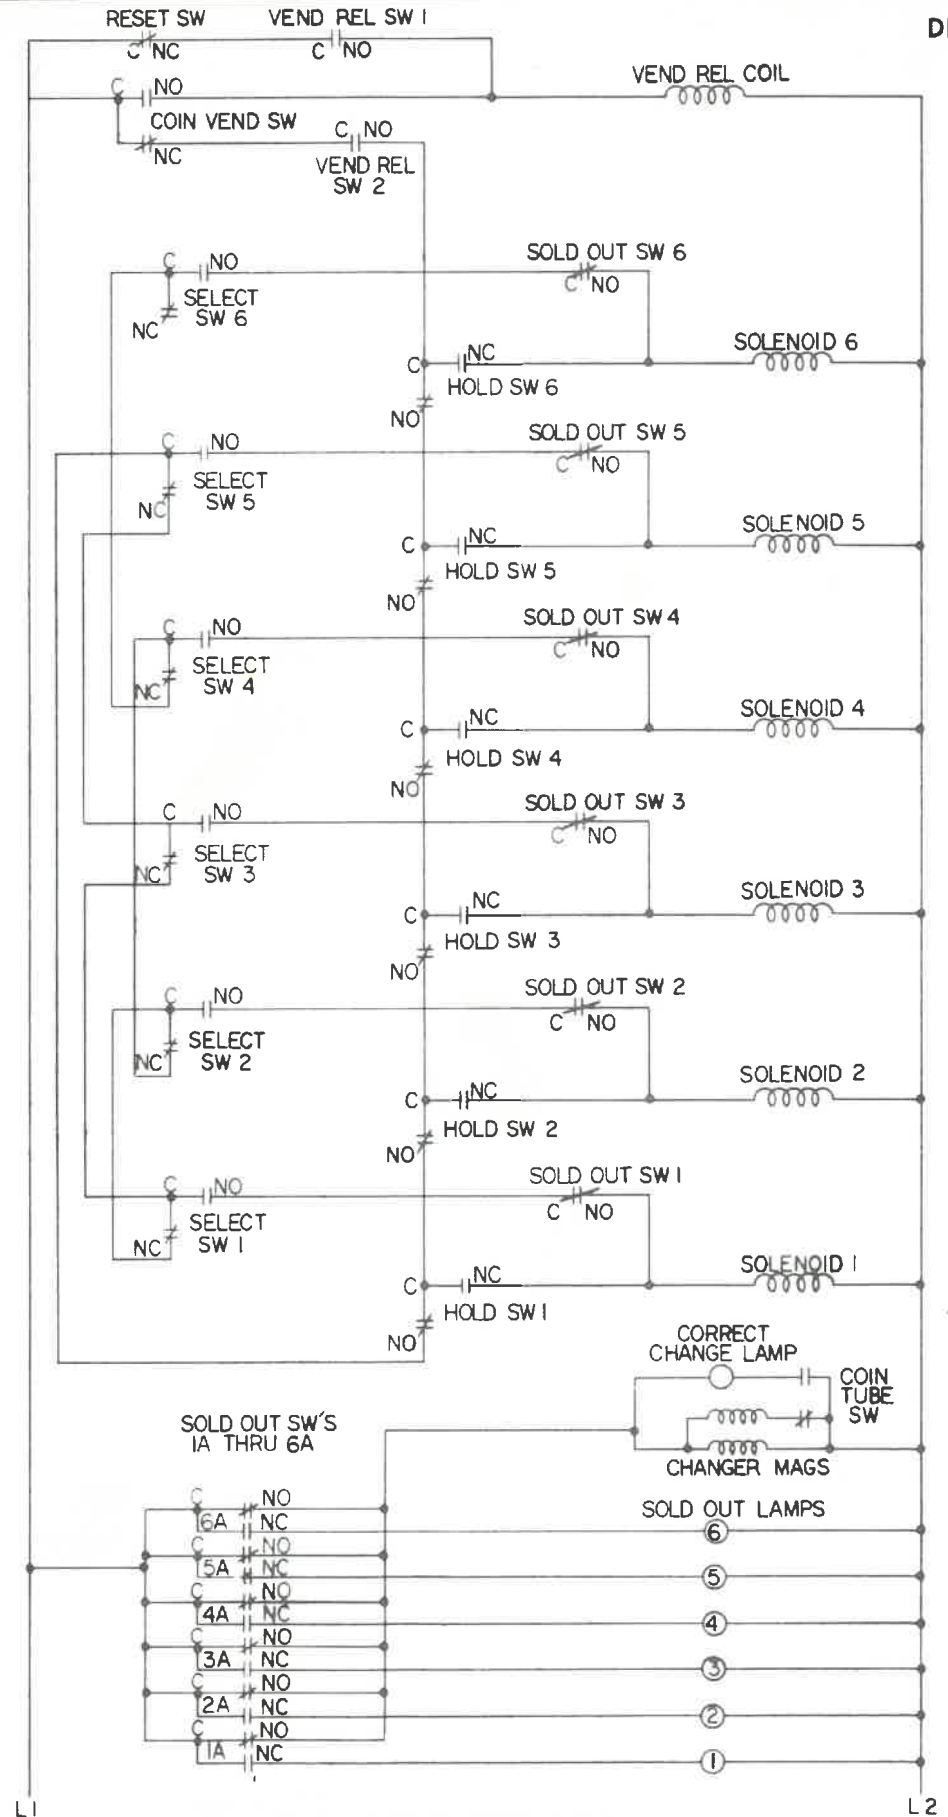 RESET SW
VEND REL SW 1
C NC
C NO
C NO
COIN VEND SW
NC
C NO
VEND REL
SW 2
VEND REL COIL
C NO
SELECT
SW 6
NC
SOLD OUT SW 6
C NO
C NC
HOLD SW 6
NO
SOLENOID 6
C NO
SELECT
SW 5
NC
SOLD OUT SW 5
C NO
C NC
HOLD SW 5
NO
SOLENOID 5
C NO
SELECT
SW 4
NC
SOLD OUT SW 4
C NO
C NC
HOLD SW 4
NO
SOLENOID 4
C NO
SELECT
SW 3
NC
SOLD OUT SW 3
C NO
C NC
HOLD SW 3
NO
SOLENOID 3
C NO
SELECT
SW 2
NC
SOLD OUT SW 2
C NO
C NC
HOLD SW 2
NO
SOLENOID 2
C NO
SELECT
SW 1
NC
SOLD OUT SW 1
C NO
C NC
HOLD SW 1
NO
SOLENOID 1
CORRECT
CHANGE LAMP
COIN
TUBE
SW
CHANGER MAGS
SOLD OUT SW'S
1A THRU 6A
SOLD OUT LAMPS
C NO
6A NC 6
C NO
5A NC 5
C NO
4A NC 4
C NO
3A NC 3
C NO
2A NC 2
C NO
1A NC 1
L1
L2